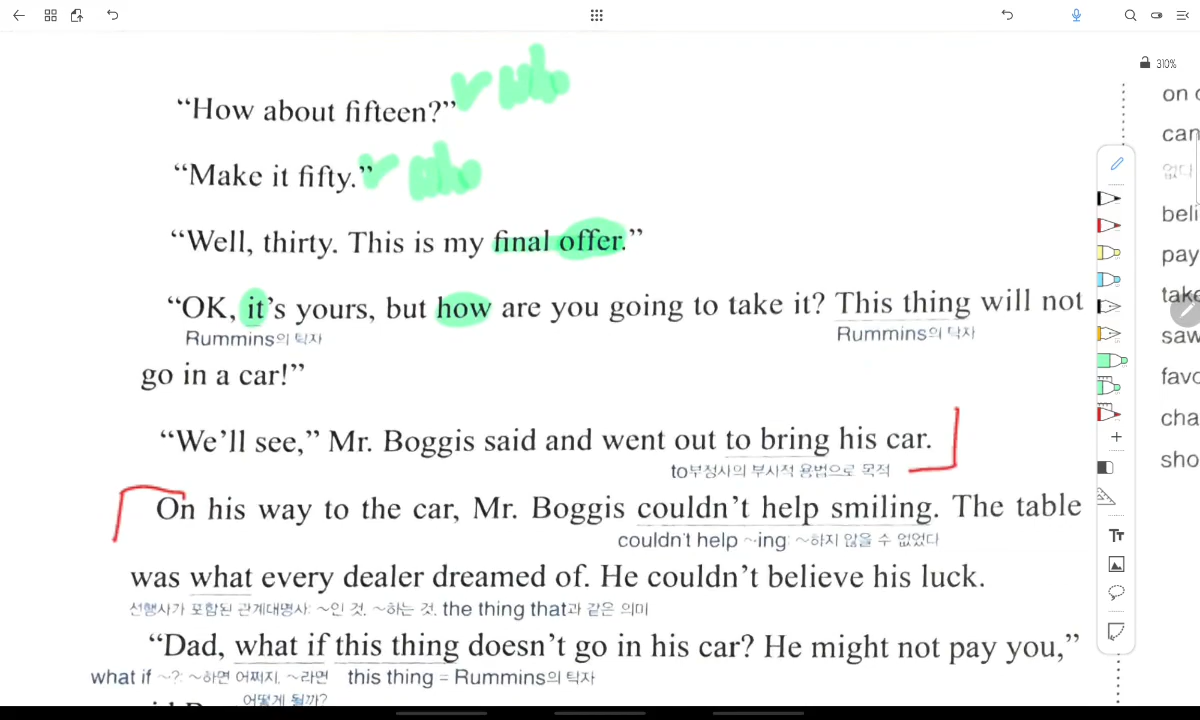 310%
“How about fifteen?”
“Make it fifty.”
“Well, thirty. This is my final offer.”
“OK, it’s yours, but how are you going to take it? This thing will not
Rummins의 탁자 Rummins의 탁자
go in a car!”
“We’ll see,” Mr. Boggis said and went out to bring his car.
to부정사의 부사적 용법으로 목적
On his way to the car, Mr. Boggis couldn’t help smiling. The table
couldn’t help ~ing: ~하지 않을 수 없었다
was what every dealer dreamed of. He couldn’t believe his luck.
선행사가 포함된 관계대명사: ~인 것, ~하는 것, the thing that과 같은 의미
“Dad, what if this thing doesn’t go in his car? He might not pay you,”
what if ~?: ~하면 어쩌지, ~라면 this thing = Rummins의 탁자
어떻게 될까?
on
can
없다
beli
pay
take
saw
favo
cha
sho
Tт